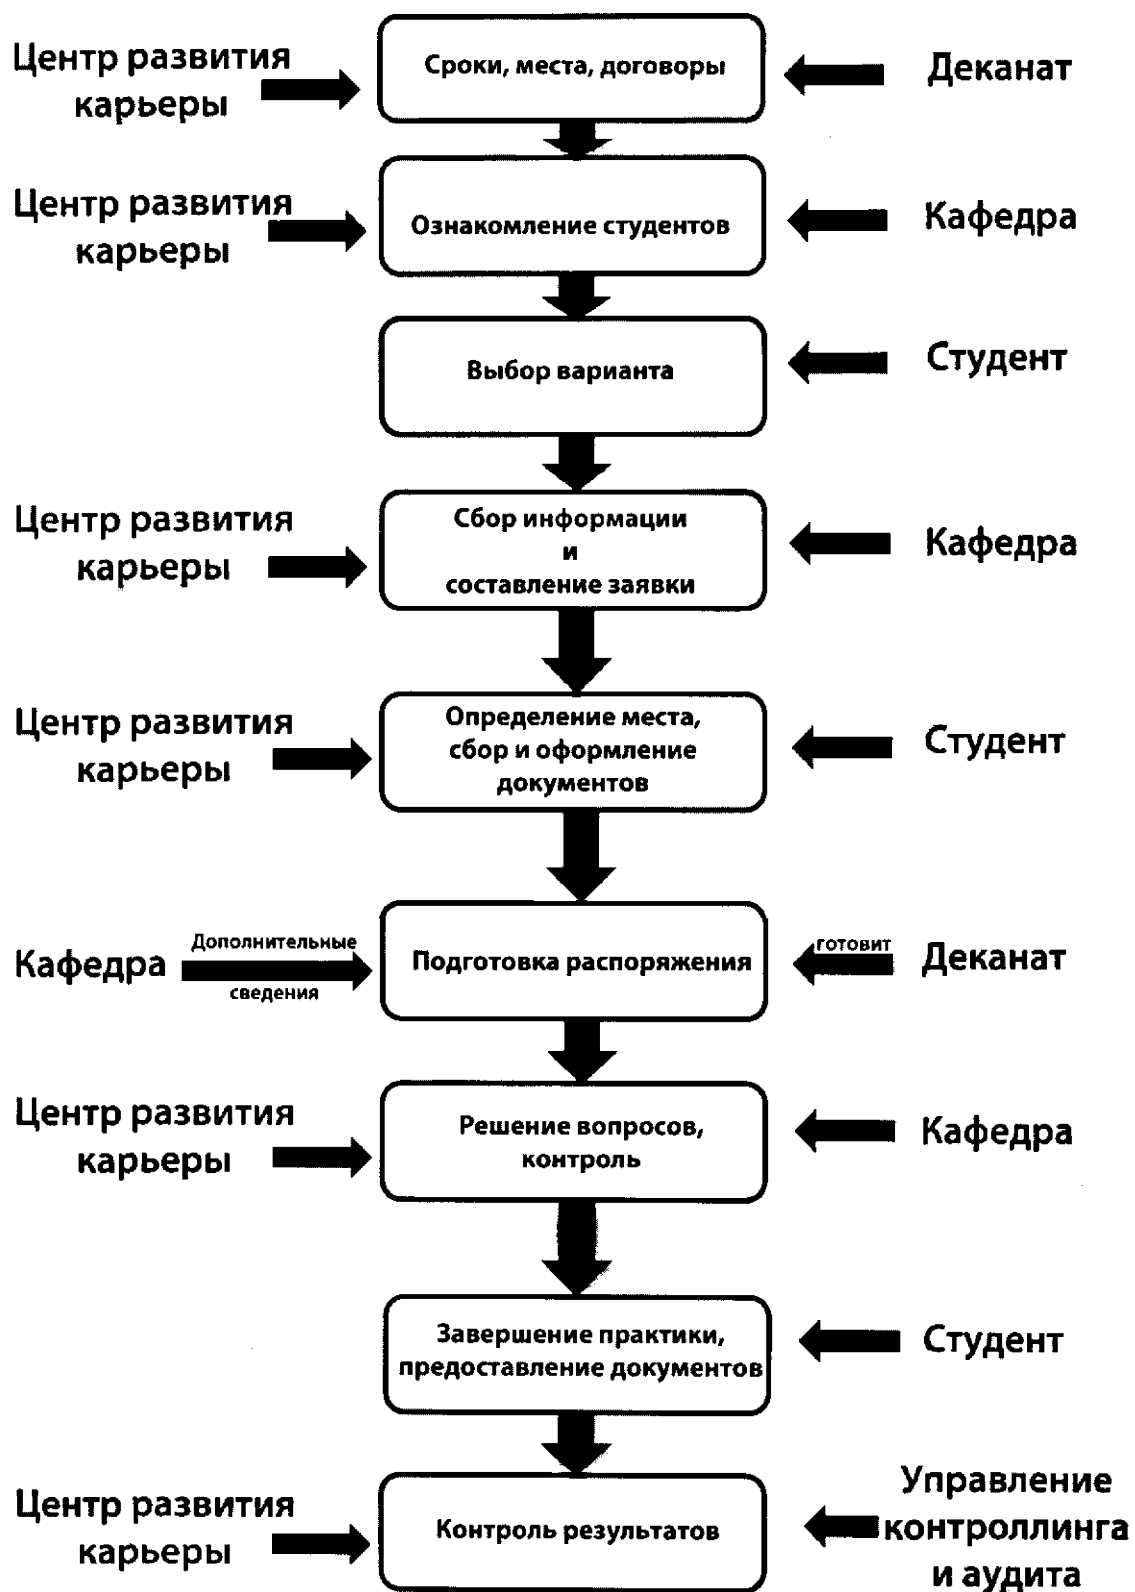 Центр развития
карьеры
Сроки, места, договоры
Деканат
Центр развития
карьеры
Ознакомление студентов
Кафедра
Выбор варианта
Студент
Центр развития
карьеры
Сбор информации
и
составление заявки
Кафедра
Центр развития
карьеры
Определение места,
сбор и оформление
документов
Студент
Кафедра
Дополнительные
сведения
Подготовка распоряжения
готовит
Деканат
Центр развития
карьеры
Решение вопросов,
контроль
Кафедра
Завершение практики,
предоставление документов
Студент
Центр развития
карьеры
Контроль результатов
Управление
контроллинга
и аудита